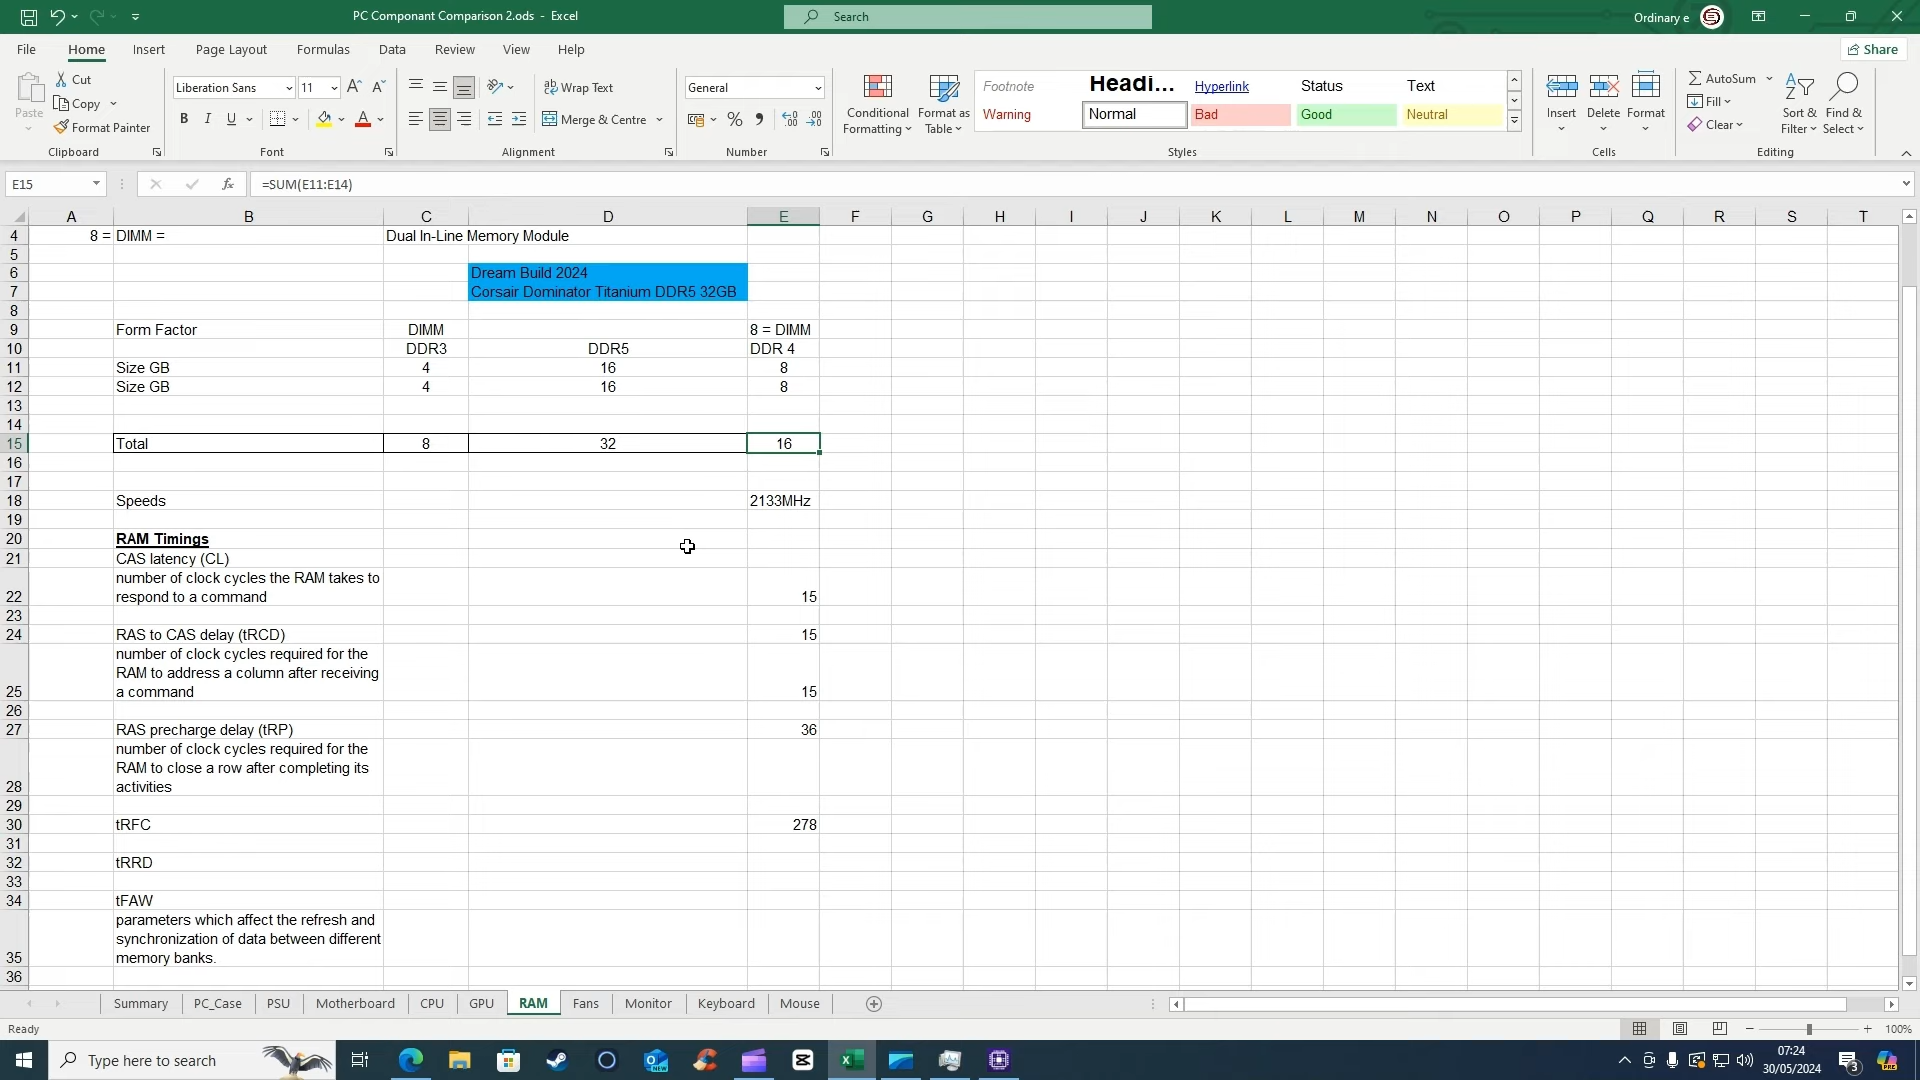 PC Componant Comparison 2.ods - Excel
Search
Ordinary e
File Home Insert Page Layout Formulas Data Review View Help
Share
Paste
Cut
Copy
Format Painter
Clipboard
Liberation Sans 11
B I U
Font
Wrap Text
Merge & Centre
Alignment
General
Number
Conditional Formatting
Format as Table
Footnote Headi... Hyperlink Status Text
Warning Normal Bad Good Neutral
Styles
Insert Delete Format
Cells
AutoSum
Fill
Clear
Sort & Filter
Find & Select
Editing
E15 fx =SUM(E11:E14)
A B C D E F G H I J K L M N O P Q R S T
4 8 = DIMM = Dual In-Line Memory Module
5
6 Dream Build 2024
7 Corsair Dominator Titanium DDR5 32GB
8
9 Form Factor DIMM 8 = DIMM
10 DDR3 DDR5 DDR 4
11 Size GB 4 16 8
12 Size GB 4 16 8
13
14
15 Total 8 32 16
16
17
18 Speeds 2133MHz
19
20 RAM Timings
21 CAS latency (CL)
number of clock cycles the RAM takes to
22 respond to a command 15
23
24 RAS to CAS delay (tRCD) 15
number of clock cycles required for the
RAM to address a column after receiving
25 a command 15
26
27 RAS precharge delay (tRP) 36
number of clock cycles required for the
RAM to close a row after completing its
28 activities
29
30 tRFC 278
31
32 tRRD
33
34 tFAW
parameters which affect the refresh and
synchronization of data between different
35 memory banks.
36
Summary PC_Case PSU Motherboard CPU GPU RAM Fans Monitor Keyboard Mouse
Ready
100%
Type here to search
07:24
30/05/2024
3